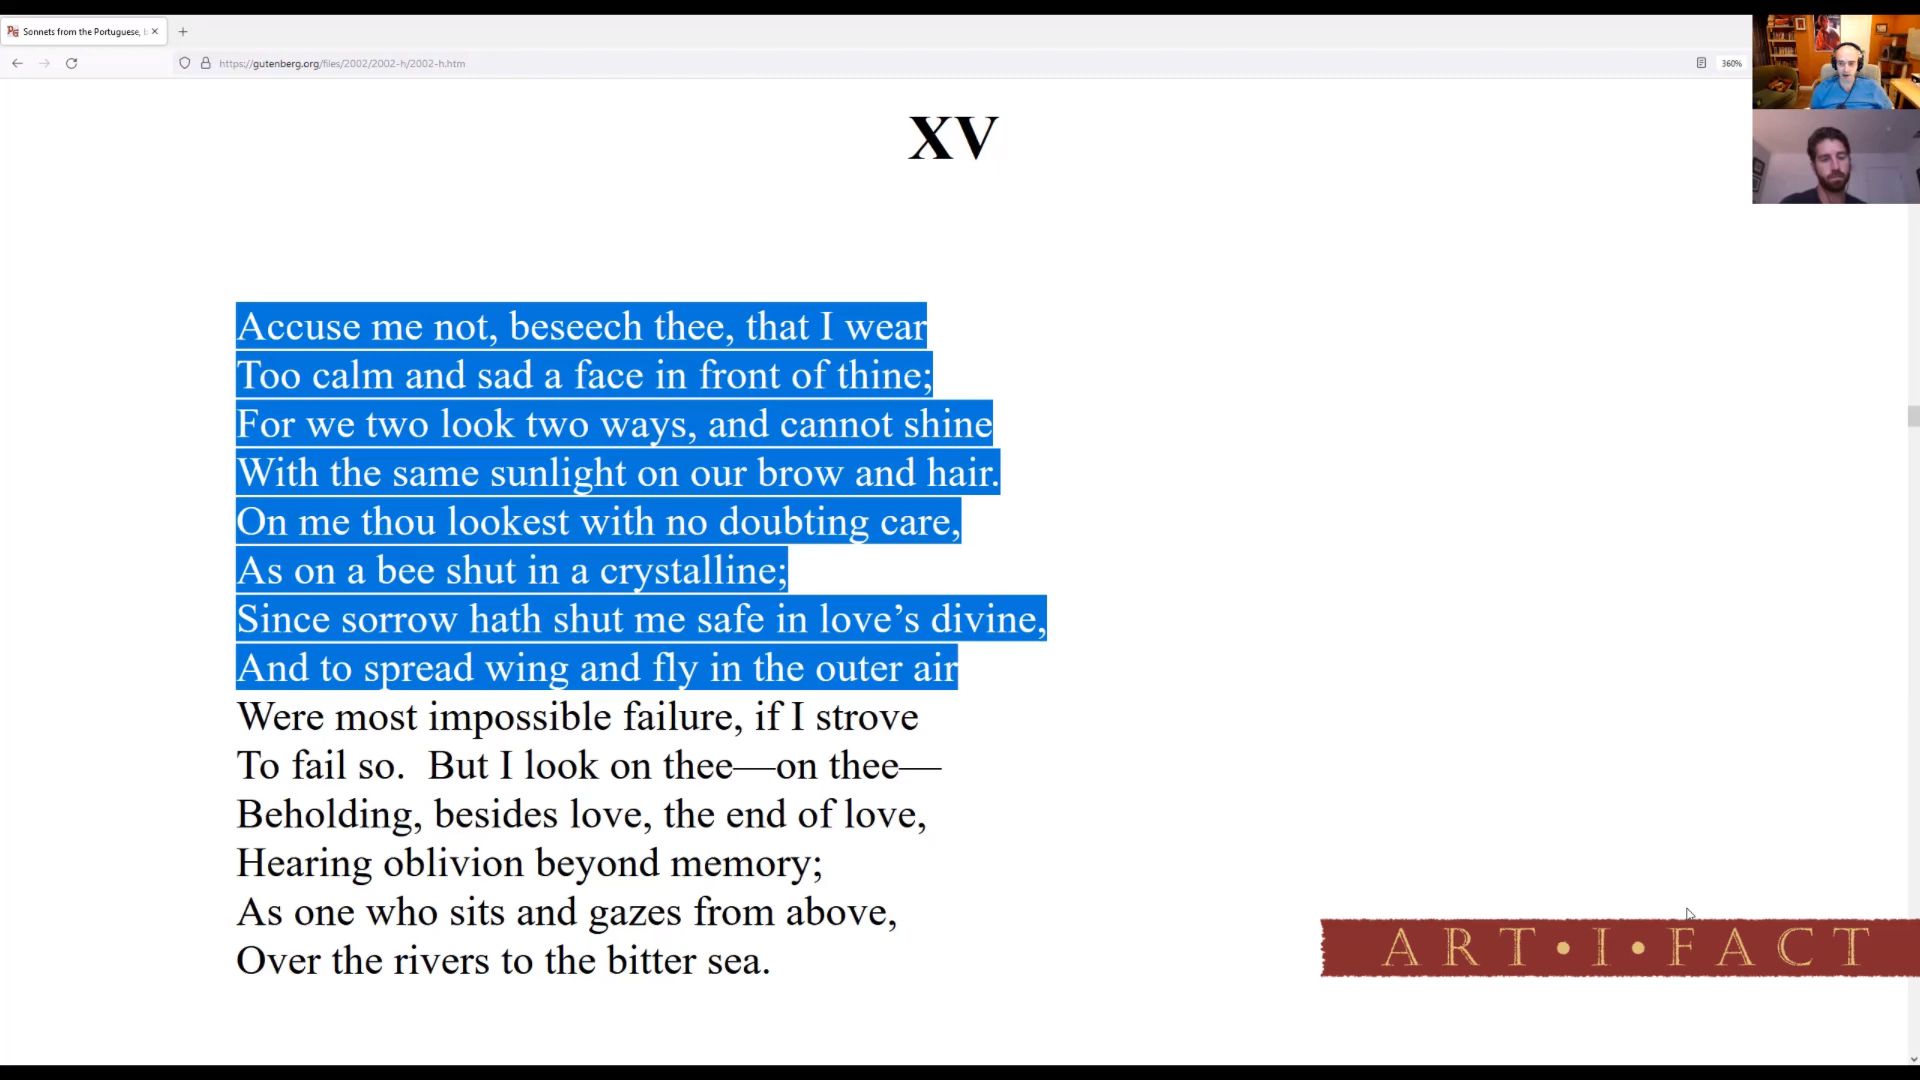 Sonnets from the Portuguese,
https://gutenberg.org/files/2002/2002-h/2002-h.htm
360%
XV
Accuse me not, beseech thee, that I wear
Too calm and sad a face in front of thine;
For we two look two ways, and cannot shine
With the same sunlight on our brow and hair.
On me thou lookest with no doubting care,
As on a bee shut in a crystalline;
Since sorrow hath shut me safe in love’s divine,
And to spread wing and fly in the outer air
Were most impossible failure, if I strove
To fail so.  But I look on thee—on thee—
Beholding, besides love, the end of love,
Hearing oblivion beyond memory;
As one who sits and gazes from above,
Over the rivers to the bitter sea.
ART•I•FACT